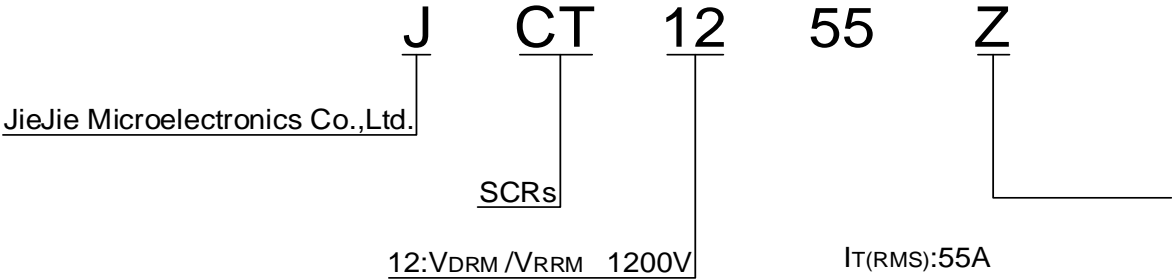 J CT 12 55 Z
JieJie Microelectronics Co.,Ltd.
SCRs
12:VDRM /VRRM 1200V
IT(RMS):55A